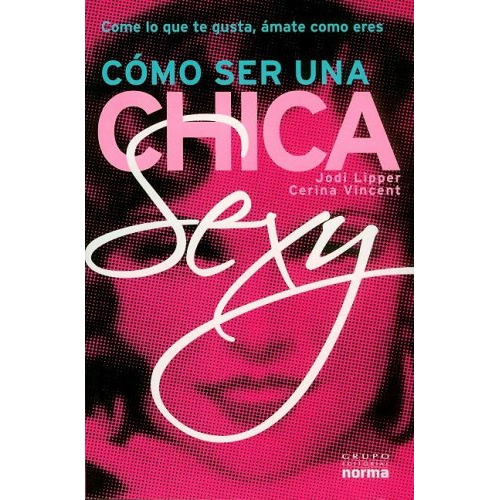 Come lo que te gusta, ámate como eres
CÓMO SER UNA
CHICA
Sexy
Jodi Lipper
Cerina Vincent
GRUPO
EDITORIAL
norma